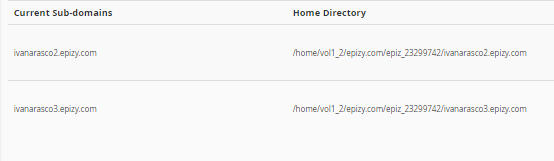 Current Sub-domains Home Directory
ivanarasco2.epizy.com /home/vol1_2/epizy.com/epiz_23299742/ivanarasco2.epizy.com
ivanarasco3.epizy.com /home/vol1_2/epizy.com/epiz_23299742/ivanarasco3.epizy.com